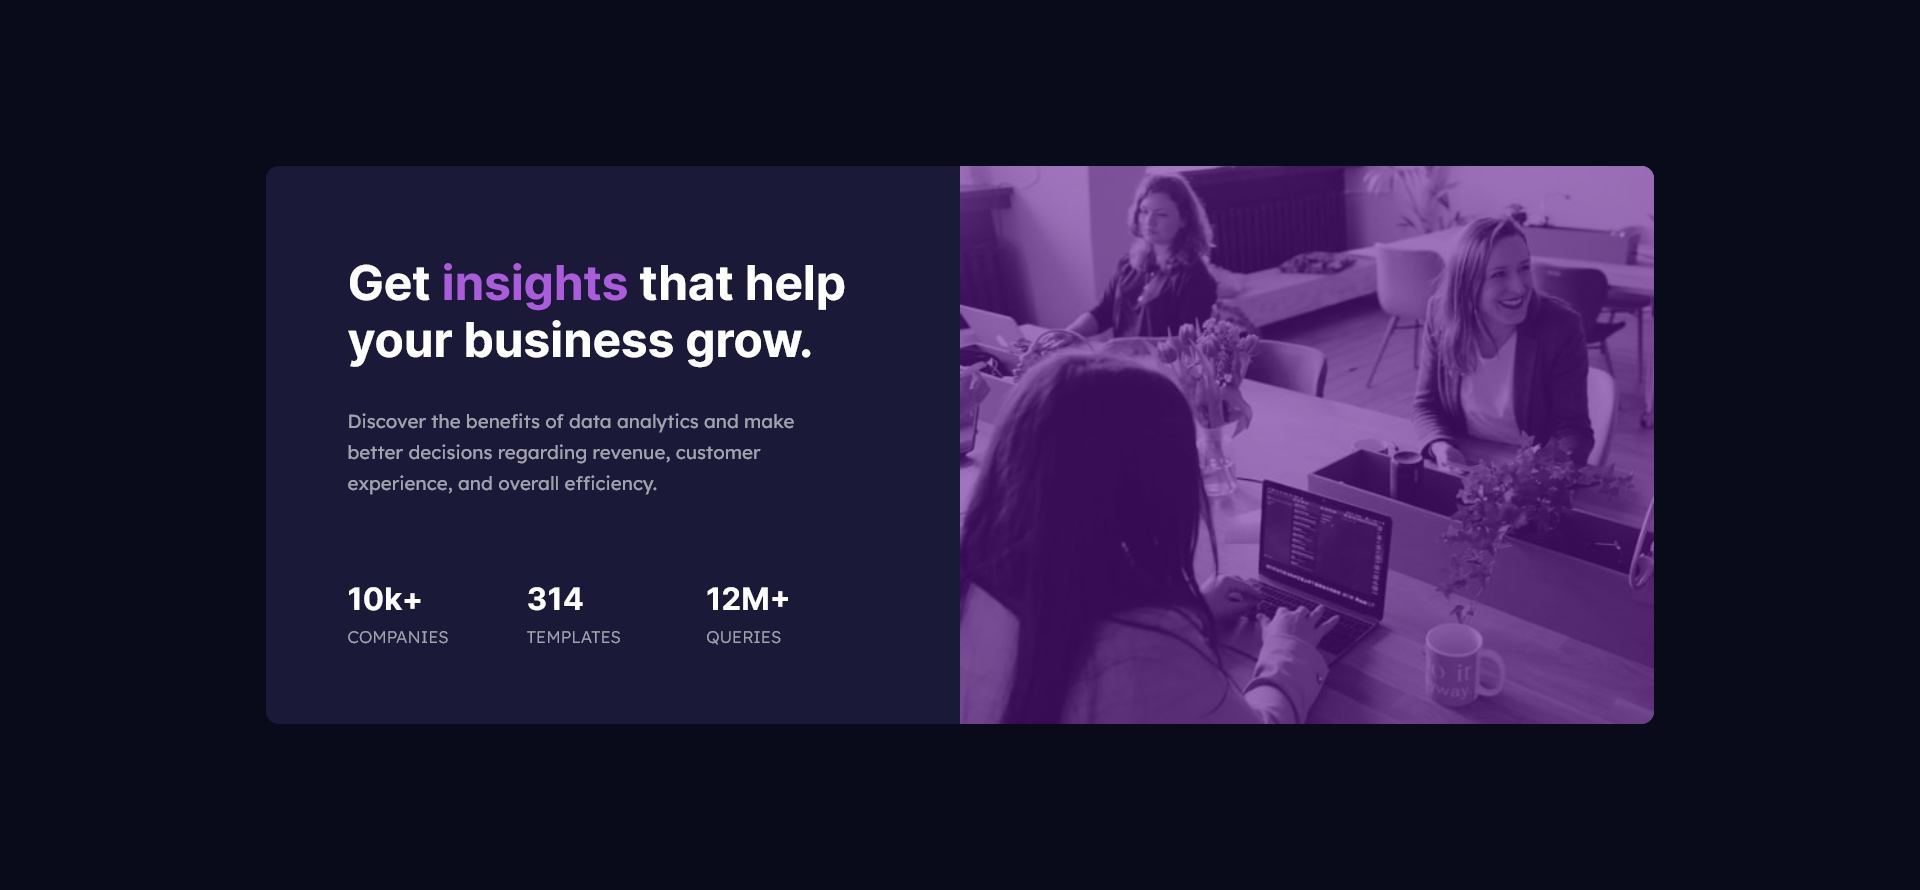 Get insights that help
your business grow.
Discover the benefits of data analytics and make
better decisions regarding revenue, customer
experience, and overall efficiency.
10k+ 314 12M+
COMPANIES TEMPLATES QUERIES